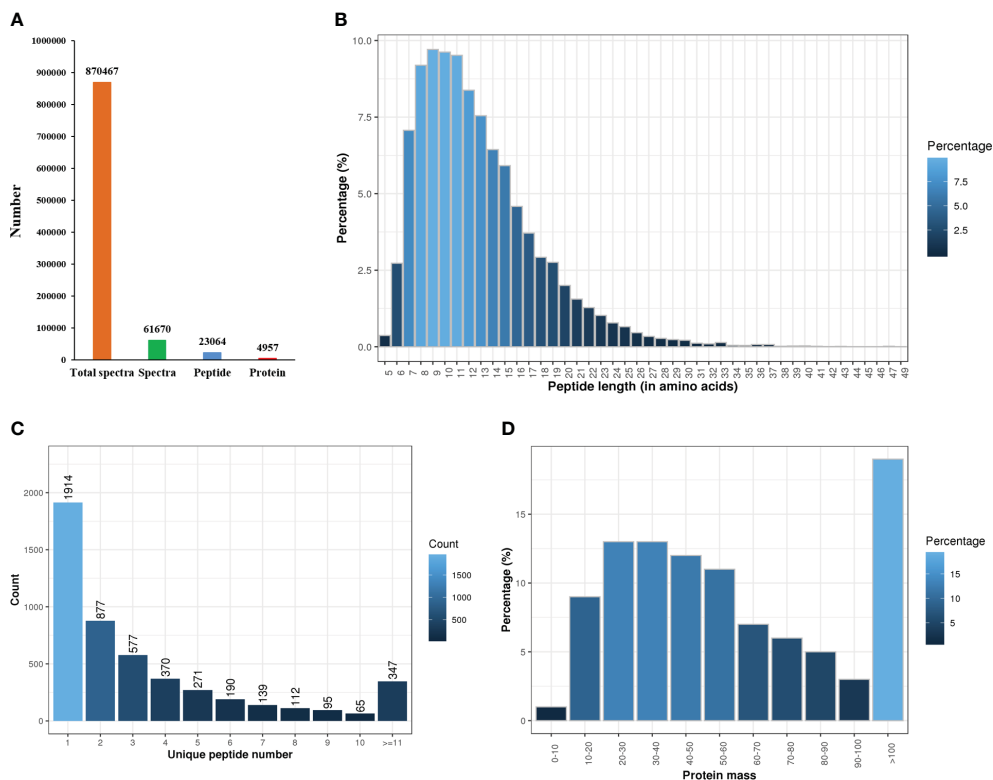 A
Number
1000000
900000
800000
700000
600000
500000
400000
300000
200000
100000
0
870467
61670
23064
4957
Total spectra Spectra Peptide Protein
B
Percentage (%)
10.0
7.5
5.0
2.5
0.0
5 6 7 8 9 10 11 12 13 14 15 16 17 18 19 20 21 22 23 24 25 26 27 28 29 30 31 32 33 34 35 36 37 38 39 40 41 42 43 44 45 46 47 48 49
Peptide length (in amino acids)
Percentage
7.5
5.0
2.5
C
Count
2000
1500
1000
500
0
1914
877
577
370
271
190
139
112
95
65
347
1 2 3 4 5 6 7 8 9 10 >=11
Unique peptide number
Count
1500
1000
500
D
Percentage (%)
15
10
5
0
0-10 10-20 20-30 30-40 40-50 50-60 60-70 70-80 80-90 90-100 >100
Protein mass
Percentage
15
10
5